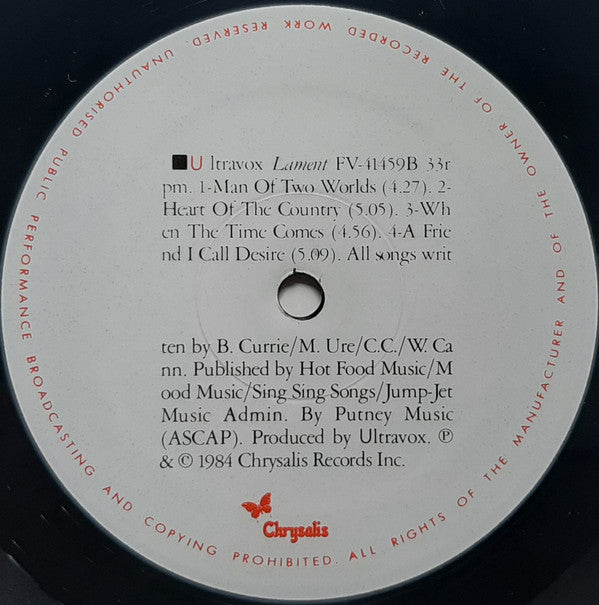 ■U ltravox Lament FV-41459B 33r
pm. 1-Man Of Two Worlds (4.27). 2-
Heart Of The Country (5.05). 3-Wh
en The Time Comes (4.56). 4-A Frie
nd I Call Desire (5.09). All songs writ
ten by B. Currie/M. Ure/C.C./W. Ca
nn. Published by Hot Food Music/M
ood Music/Sing Sing Songs/Jump-Jet
Music Admin. By Putney Music
(ASCAP). Produced by Ultravox. ℗
& © 1984 Chrysalis Records Inc.
Chrysalis
ALL RIGHTS OF THE MANUFACTURER AND OF THE OWNER OF THE RECORDED WORK RESERVED. UNAUTHORISED PUBLIC PERFORMANCE BROADCASTING AND COPYING PROHIBITED.